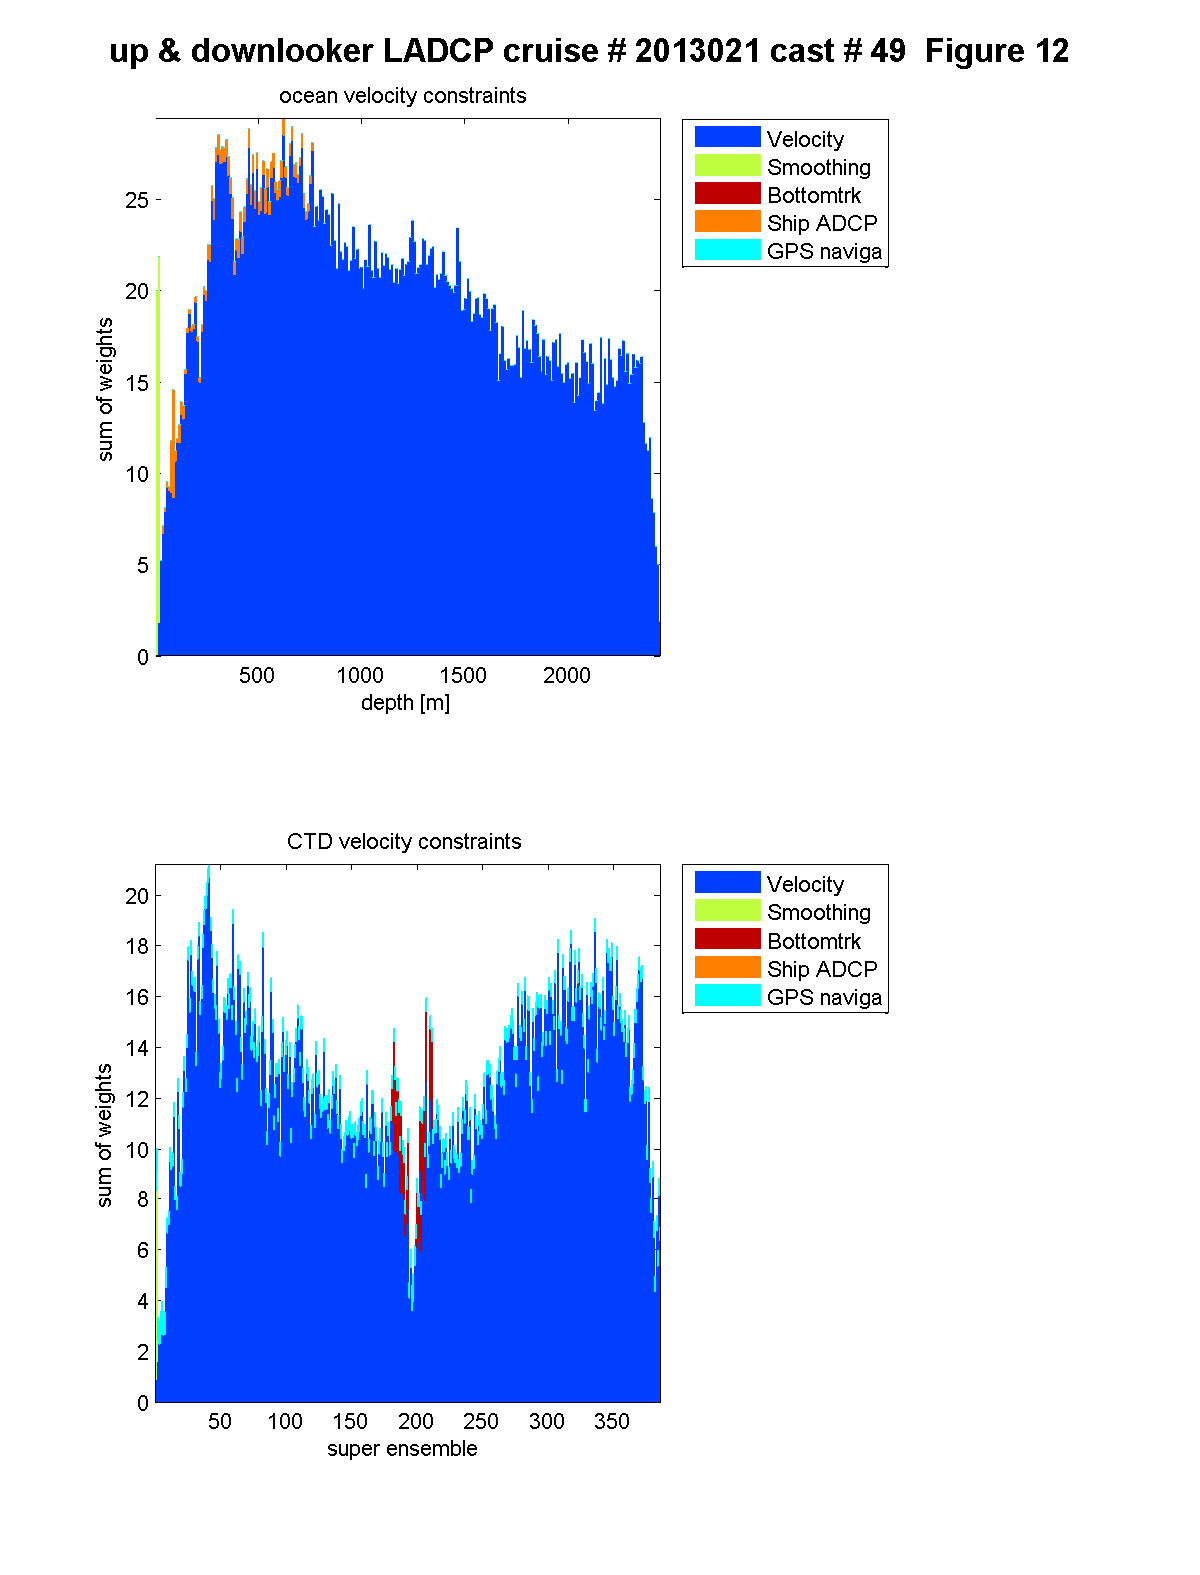 up & downlooker LADCP cruise # 2013021 cast # 49  Figure 12
ocean velocity constraints
Velocity
Smoothing
Bottomtrk
Ship ADCP
GPS naviga
25
20
15
10
5
0
sum of weights
500 1000 1500 2000
depth [m]
CTD velocity constraints
Velocity
Smoothing
Bottomtrk
Ship ADCP
GPS naviga
20
18
16
14
12
10
8
6
4
2
0
sum of weights
50 100 150 200 250 300 350
super ensemble